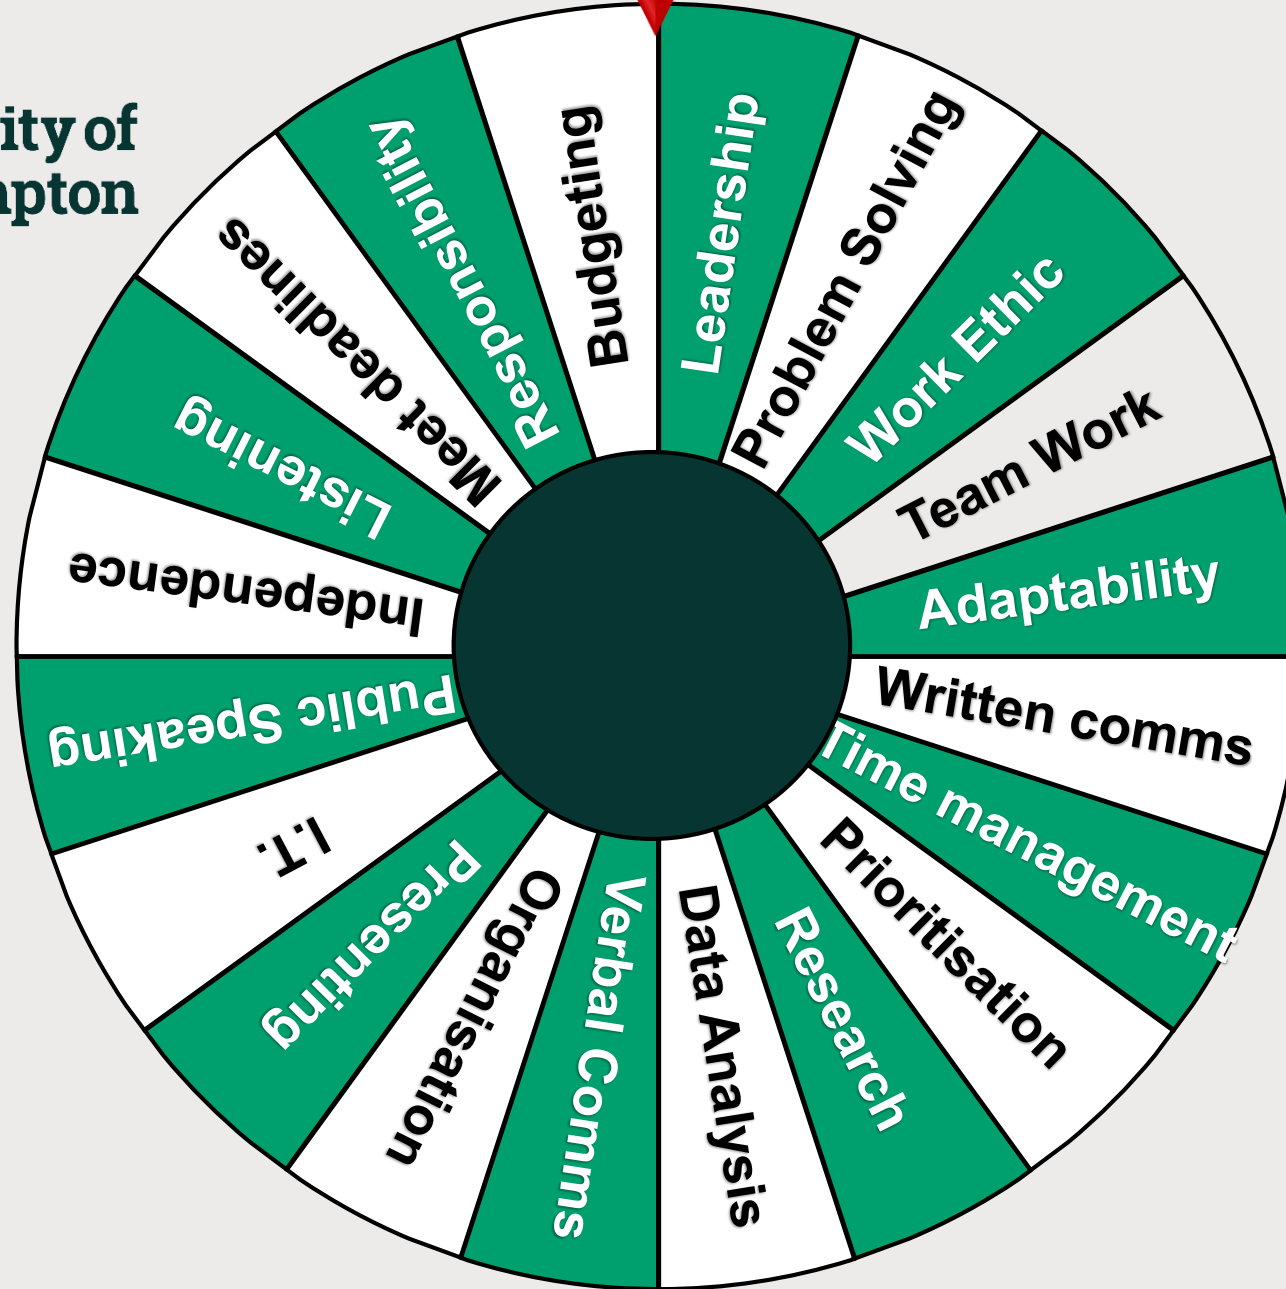 ity of
mpton
Leadership
Problem Solving
Work Ethic
Team Work
Adaptability
Written comms
Time management
Prioritisation
Research
Data Analysis
Verbal Comms
Organisation
Presenting
I.T.
Public Speaking
Independence
Listening
Meet deadlines
Responsibility
Budgeting